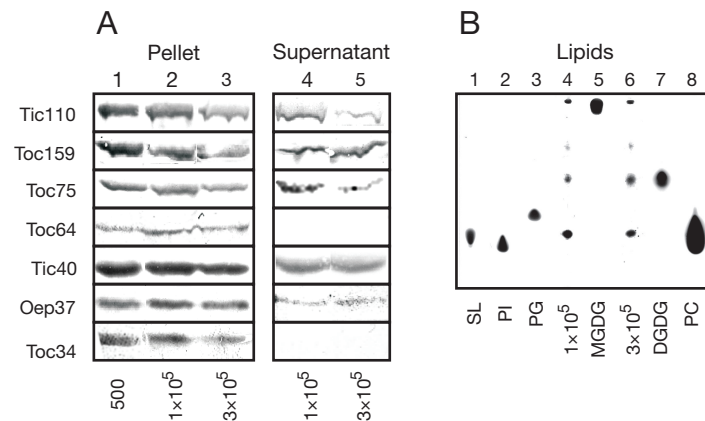 A
Pellet
Supernatant
1 2 3 4 5
Tic110
Toc159
Toc75
Toc64
Tic40
Oep37
Toc34
500
1×10⁵
3×10⁵
1×10⁵
3×10⁵
B
Lipids
1 2 3 4 5 6 7 8
SL
PI
PG
1×10⁵
MGDG
3×10⁵
DGDG
PC